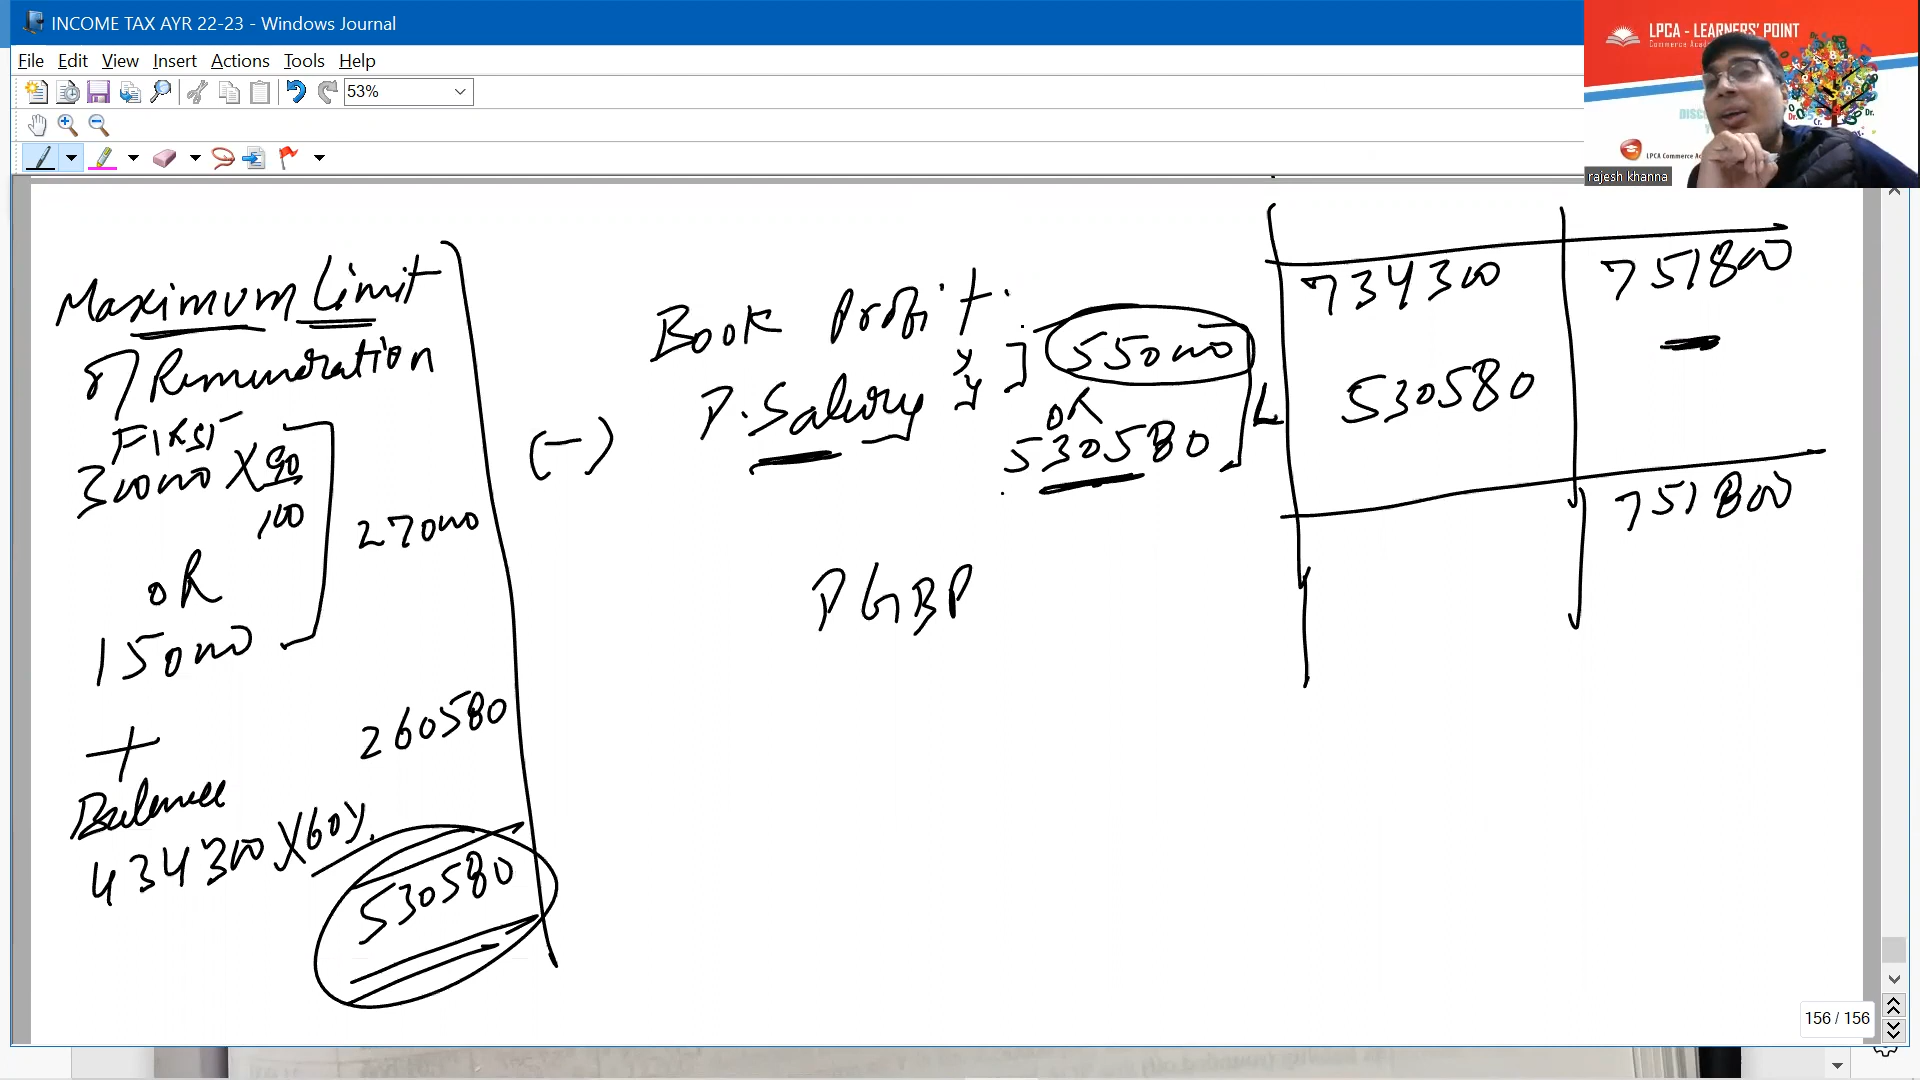 INCOME TAX AYR 22-23 - Windows Journal
File Edit View Insert Actions Tools Help
53%
LPCA - LEARNERS' POINT
rajesh khanna
Maximum Limit
of Remuneration
FIRST
300000 X 90
100
270000
OR
150000
+
260580
Balance
434300 X 60%
530580
(-)
Book Profit
P. Salary
X
Y
550000
OR
530580
L
PGBP
734300
751800
530580
751800
156 / 156